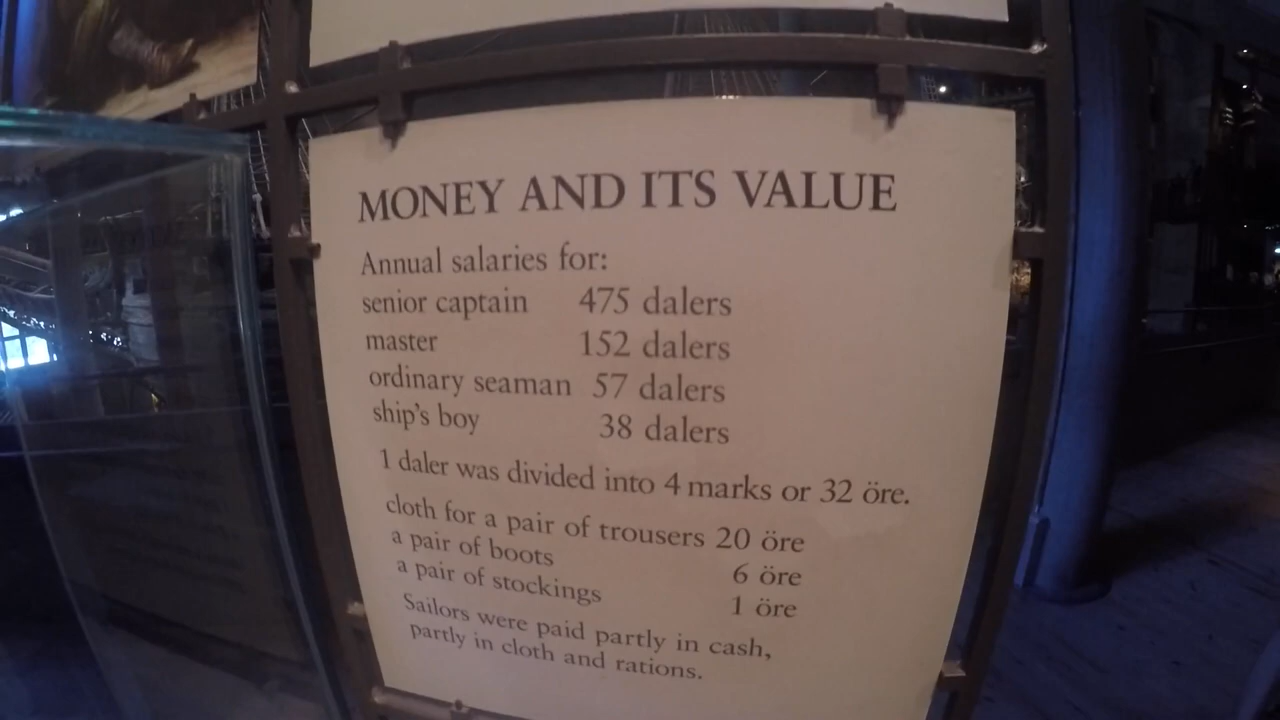 MONEY AND ITS VALUE
Annual salaries for:
senior captain 475 dalers
master 152 dalers
ordinary seaman 57 dalers
ship's boy 38 dalers
1 daler was divided into 4 marks or 32 öre.
cloth for a pair of trousers 20 öre
a pair of boots 6 öre
a pair of stockings 1 öre
Sailors were paid partly in cash,
partly in cloth and rations.